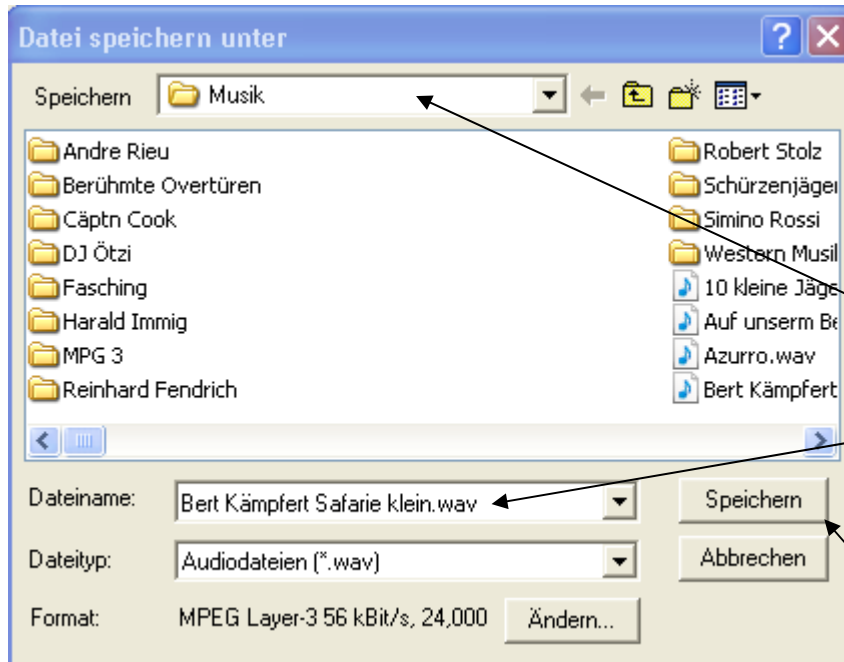 Datei speichern unter
Speichern Musik
Andre Rieu
Berühmte Overtüren
Cäptn Cook
DJ Ötzi
Fasching
Harald Immig
MPG 3
Reinhard Fendrich
Robert Stolz
Schürzenjäger
Simino Rossi
Western Musil
10 kleine Jäge
Auf unserm Be
Azurro.wav
Bert Kämpfert
Dateiname: Bert Kämpfert Safarie klein.wav Speichern
Dateityp: Audiodateien (*.wav) Abbrechen
Format: MPEG Layer-3 56 kBit/s, 24,000 Ändern...